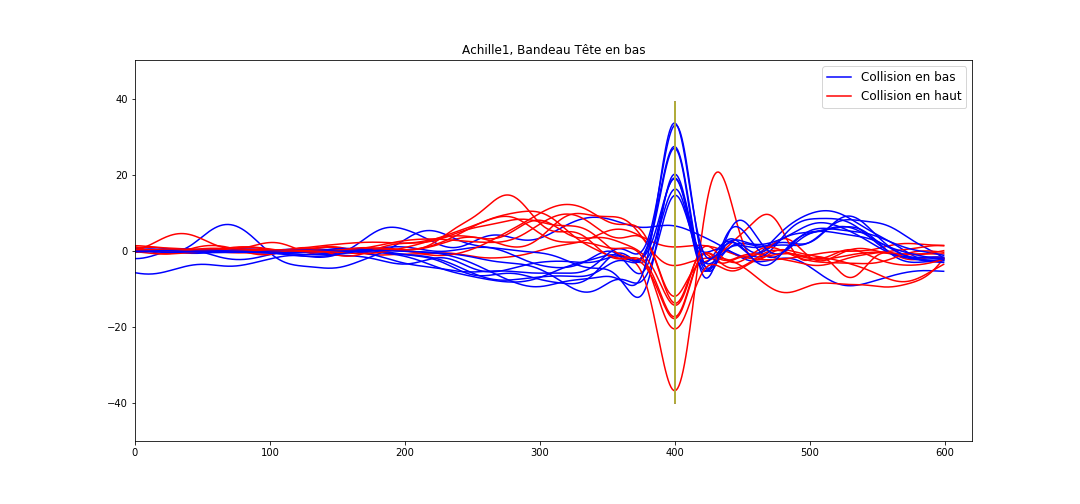 Achille1, Bandeau Tête en bas
Collision en bas
Collision en haut
40
20
0
−20
−40
0 100 200 300 400 500 600